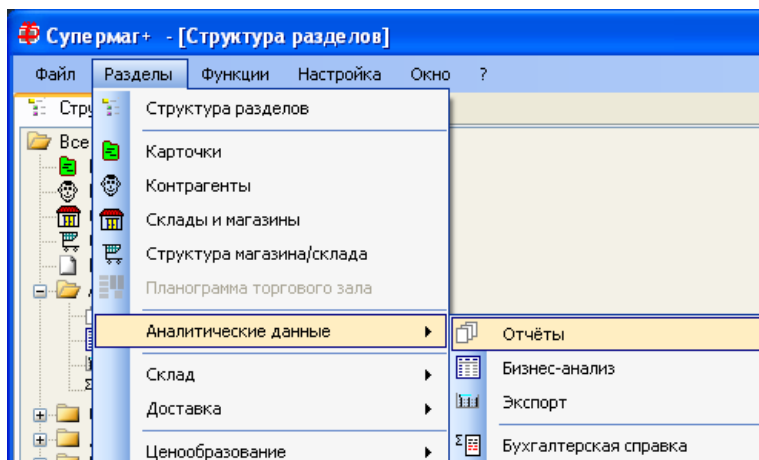 Супермаг+ - [Структура разделов]
Файл Разделы Функции Настройка Окно ?
Структура разделов
Все
Карточки
Контрагенты
Склады и магазины
Структура магазина/склада
Планограмма торгового зала
Аналитические данные
Отчёты
Бизнес-анализ
Склад
Экспорт
Доставка
Ценообразование
Бухгалтерская справка